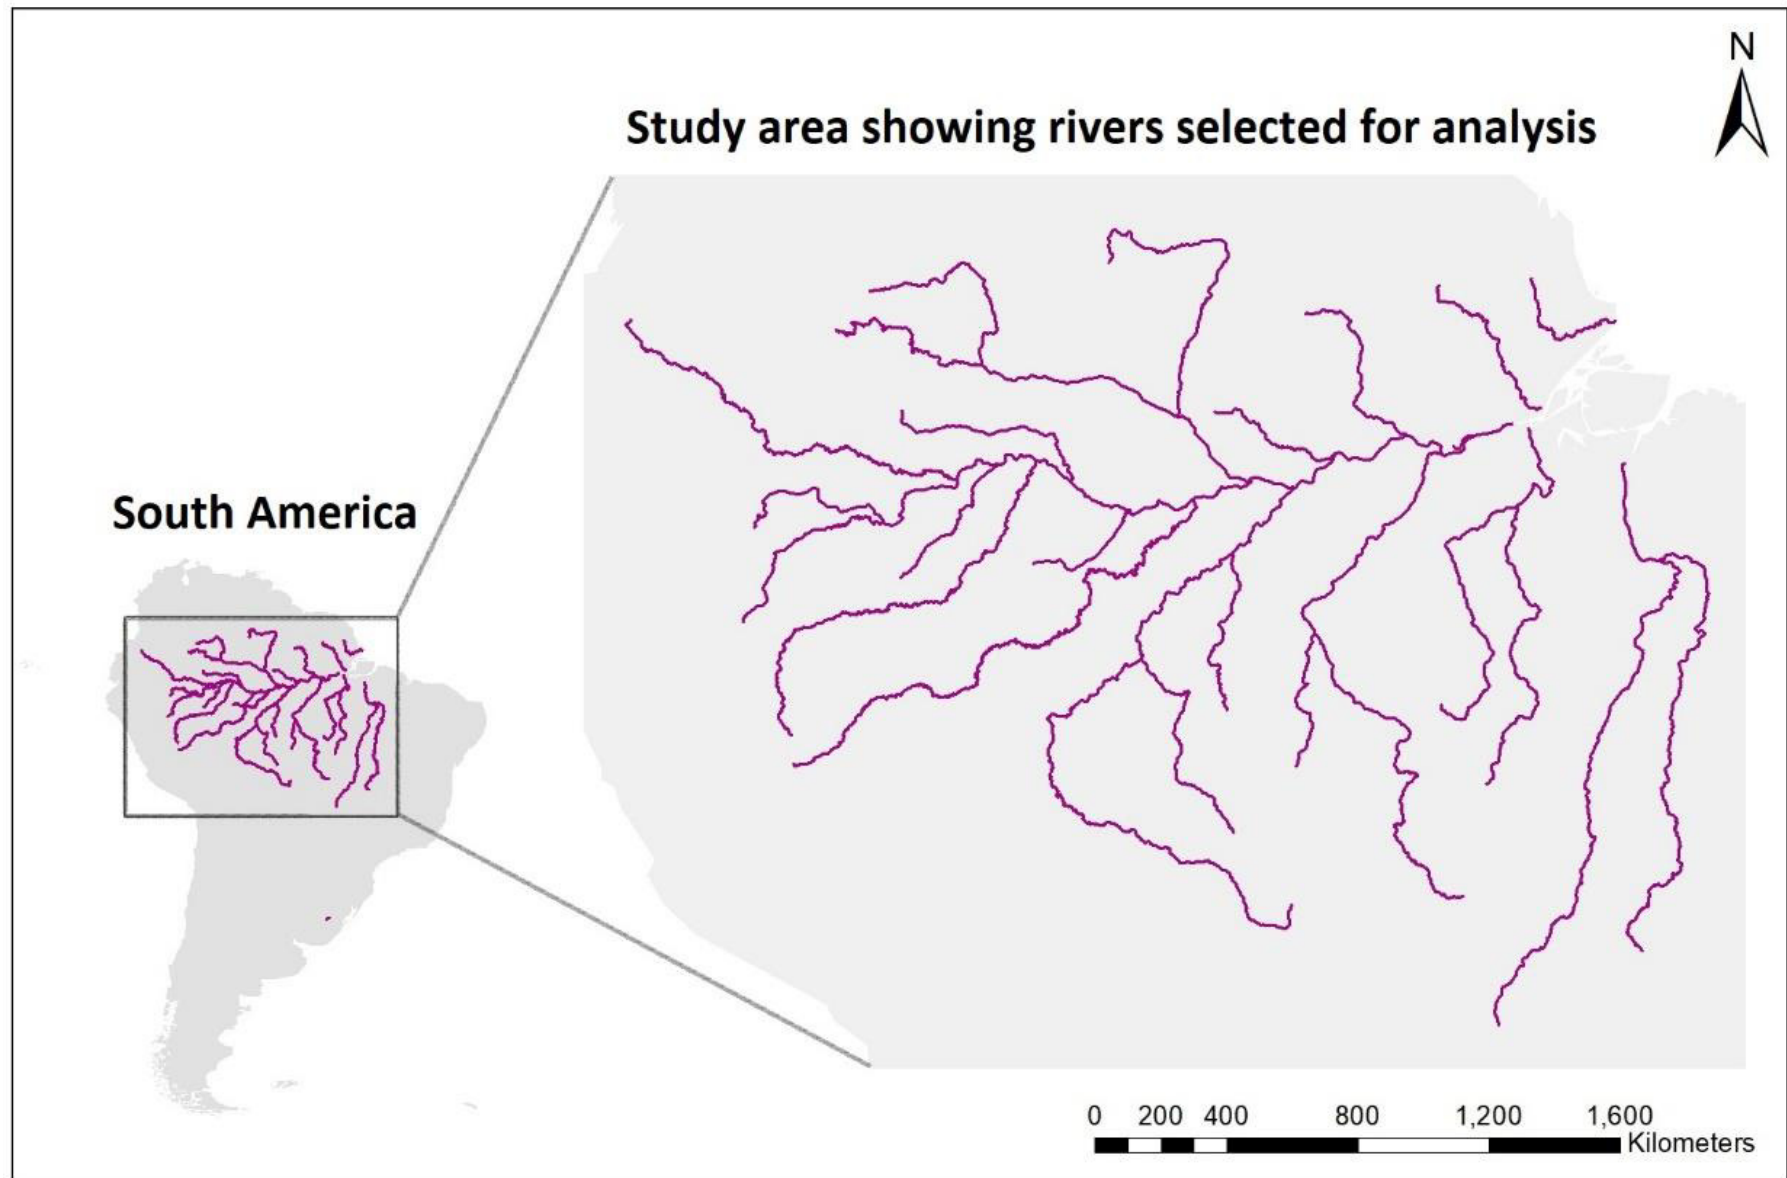 N
Study area showing rivers selected for analysis
South America
0 200 400 800 1,200 1,600
Kilometers